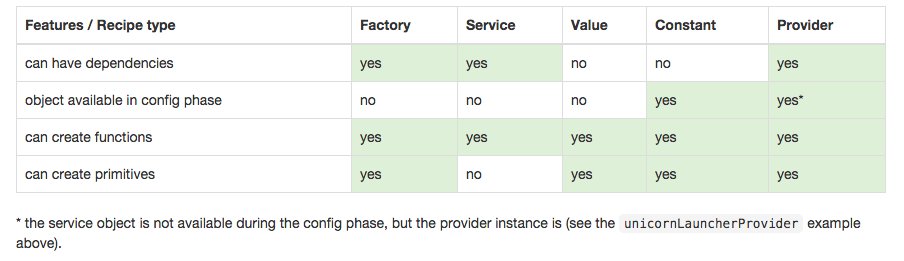 Features / Recipe type Factory Service Value Constant Provider
can have dependencies yes yes no no yes
object available in config phase no no no yes yes*
can create functions yes yes yes yes yes
can create primitives yes no yes yes yes
* the service object is not available during the config phase, but the provider instance is (see the unicornLauncherProvider example
above).